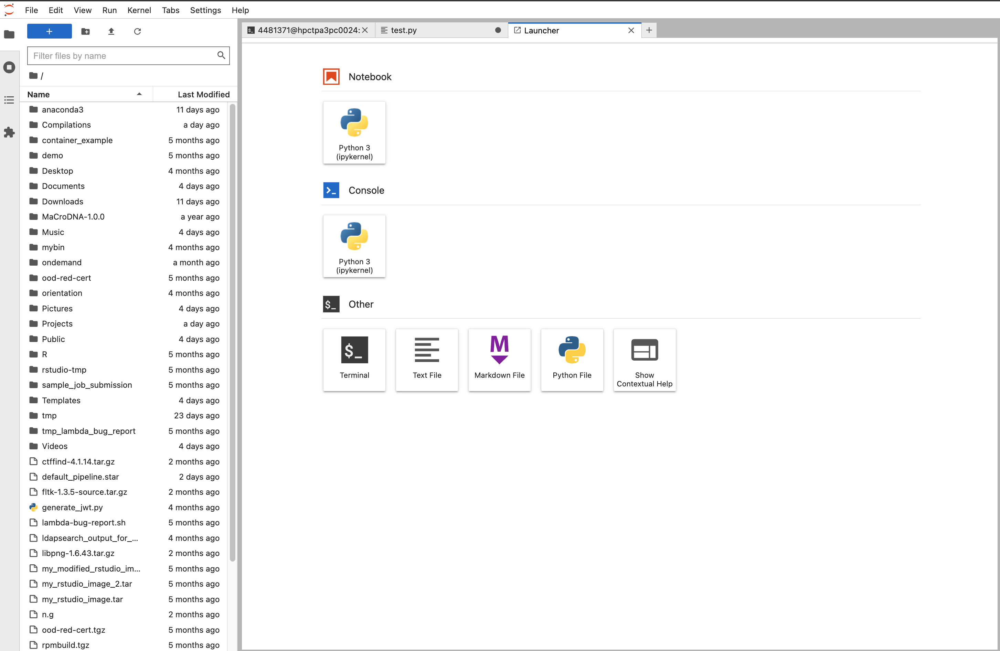 File Edit View Run Kernel Tabs Settings Help
+
Filter files by name
/
Name Last Modified
anaconda3 11 days ago
Compilations a day ago
container_example 5 months ago
demo 5 months ago
Desktop 4 months ago
Documents 4 days ago
Downloads 11 days ago
MaCroDNA-1.0.0 a year ago
Music 4 days ago
mybin 4 months ago
ondemand a month ago
ood-red-cert 5 months ago
orientation 4 months ago
Pictures 4 days ago
Projects a day ago
Public 4 days ago
R 5 months ago
rstudio-tmp 5 months ago
sample_job_submission 5 months ago
Templates 4 days ago
tmp 23 days ago
tmp_lambda_bug_report 5 months ago
Videos 4 days ago
ctffind-4.1.14.tar.gz 2 months ago
default_pipeline.star 2 days ago
fltk-1.3.5-source.tar.gz 2 months ago
generate_jwt.py 4 months ago
lambda-bug-report.sh 5 months ago
ldapsearch_output_for_... 4 months ago
libpng-1.6.43.tar.gz 2 months ago
my_modified_rstudio_im... 5 months ago
my_rstudio_image_2.tar 5 months ago
my_rstudio_image.tar 5 months ago
n.g 2 months ago
ood-red-cert.tgz 5 months ago
rpmbuild.tgz 5 months ago
4481371@hpctpa3pc0024: test.py Launcher +
Notebook
Python 3
(ipykernel)
>_ Console
Python 3
(ipykernel)
$_ Other
$_ M
Terminal Text File Markdown File Python File Show
Contextual Help